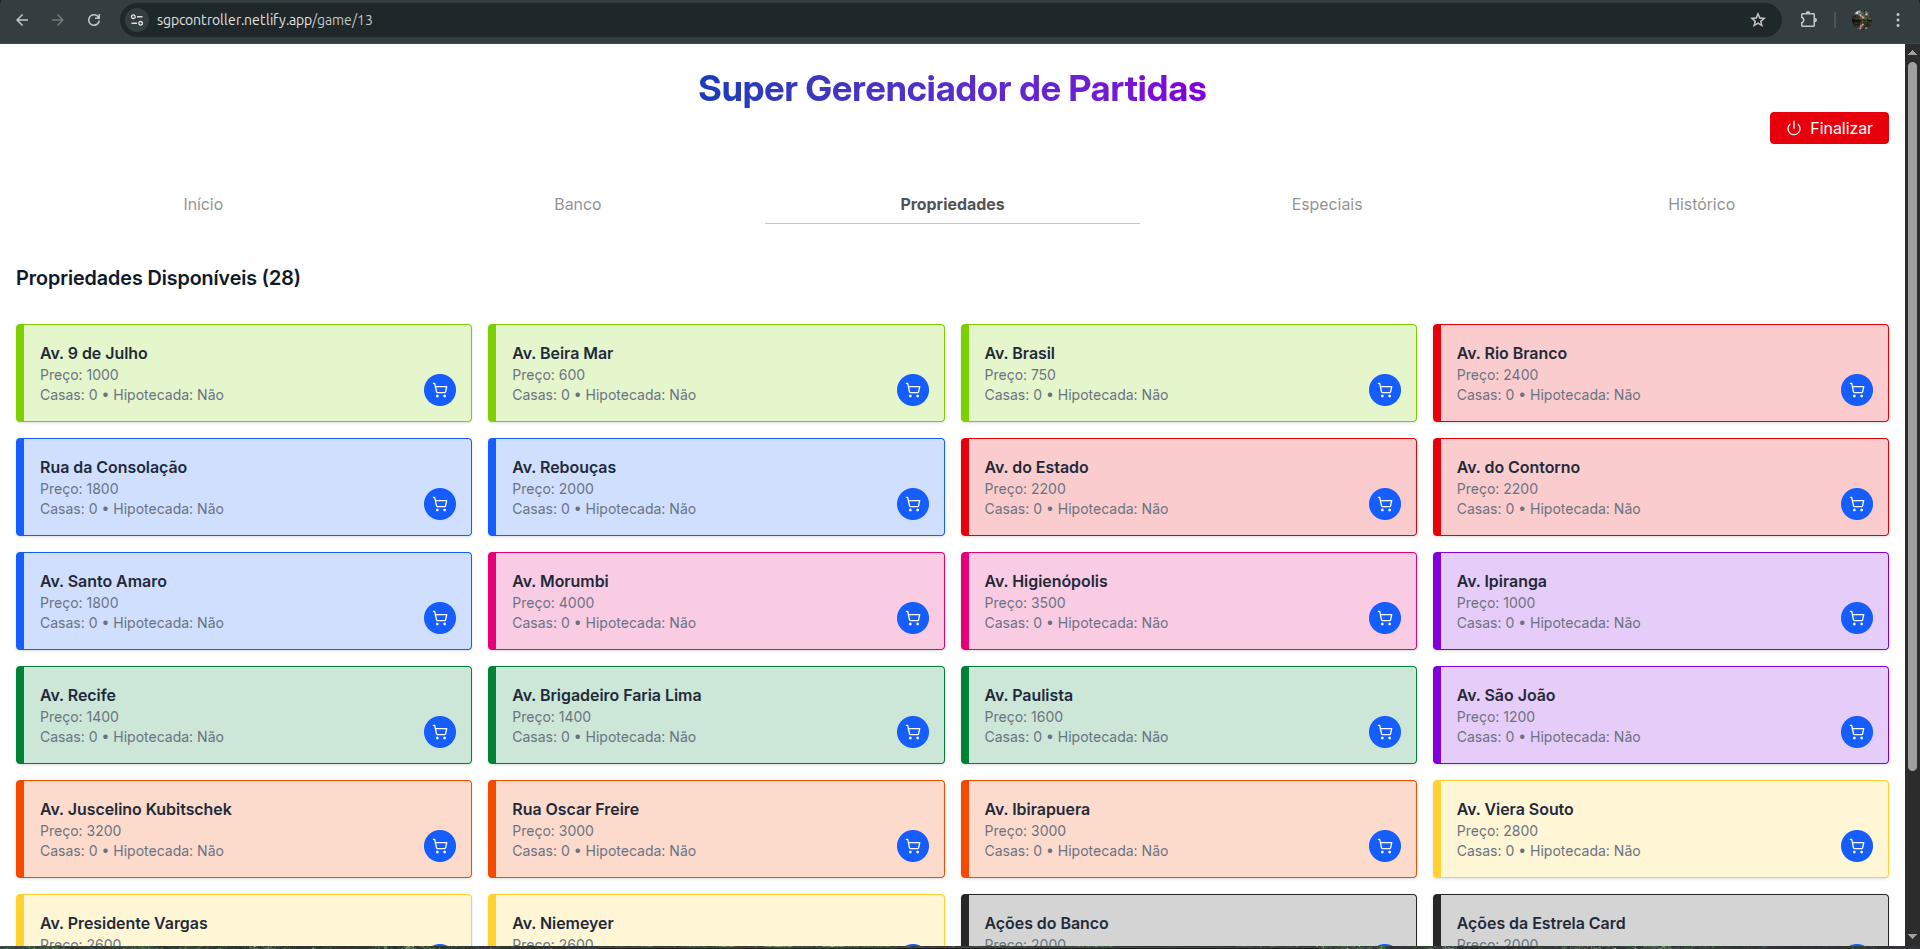 sgpcontroller.netlify.app/game/13
Super Gerenciador de Partidas
Finalizar
Início
Banco
Propriedades
Especiais
Histórico
Propriedades Disponíveis (28)
Av. 9 de Julho
Preço: 1000
Casas: 0 • Hipotecada: Não
Av. Beira Mar
Preço: 600
Casas: 0 • Hipotecada: Não
Av. Brasil
Preço: 750
Casas: 0 • Hipotecada: Não
Av. Rio Branco
Preço: 2400
Casas: 0 • Hipotecada: Não
Rua da Consolação
Preço: 1800
Casas: 0 • Hipotecada: Não
Av. Rebouças
Preço: 2000
Casas: 0 • Hipotecada: Não
Av. do Estado
Preço: 2200
Casas: 0 • Hipotecada: Não
Av. do Contorno
Preço: 2200
Casas: 0 • Hipotecada: Não
Av. Santo Amaro
Preço: 1800
Casas: 0 • Hipotecada: Não
Av. Morumbi
Preço: 4000
Casas: 0 • Hipotecada: Não
Av. Higienópolis
Preço: 3500
Casas: 0 • Hipotecada: Não
Av. Ipiranga
Preço: 1000
Casas: 0 • Hipotecada: Não
Av. Recife
Preço: 1400
Casas: 0 • Hipotecada: Não
Av. Brigadeiro Faria Lima
Preço: 1400
Casas: 0 • Hipotecada: Não
Av. Paulista
Preço: 1600
Casas: 0 • Hipotecada: Não
Av. São João
Preço: 1200
Casas: 0 • Hipotecada: Não
Av. Juscelino Kubitschek
Preço: 3200
Casas: 0 • Hipotecada: Não
Rua Oscar Freire
Preço: 3000
Casas: 0 • Hipotecada: Não
Av. Ibirapuera
Preço: 3000
Casas: 0 • Hipotecada: Não
Av. Viera Souto
Preço: 2800
Casas: 0 • Hipotecada: Não
Av. Presidente Vargas
Preço: 2600
Av. Niemeyer
Preço: 2600
Ações do Banco
Preço: 2000
Ações da Estrela Card
Preço: 2000